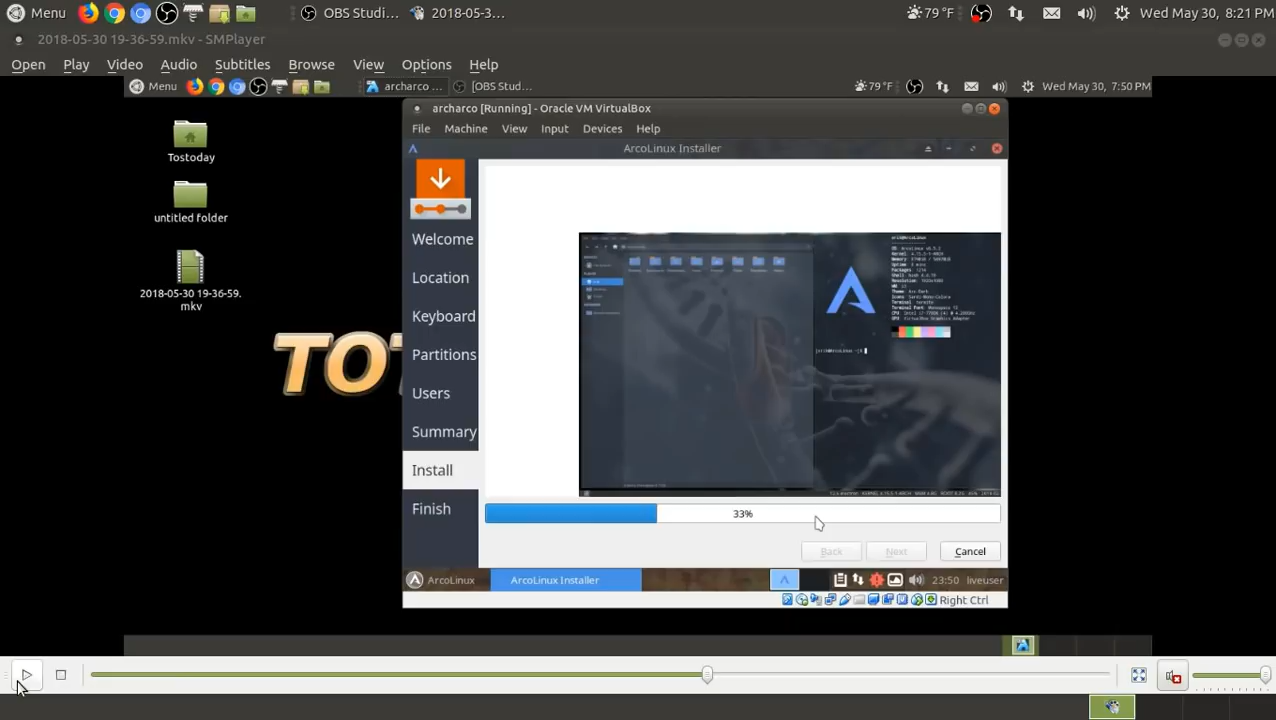 Menu OBS Studi... 2018-05-3... 79 °F Wed May 30, 8:21 PM
2018-05-30 19-36-59.mkv - SMPlayer
Open Play Video Audio Subtitles Browse View Options Help
Menu archarco ... [OBS Stud... 79 °F Wed May 30, 7:50 PM
archarco [Running] - Oracle VM VirtualBox
File Machine View Input Devices Help
ArcoLinux Installer
Tostoday
untitled folder
2018-05-30 19-36-59.
mkv
TOT
Welcome
Location
Keyboard
Partitions
Users
Summary
Install
Finish
33%
Back Next Cancel
ArcoLinux ArcoLinux Installer 23:50 liveuser
Right Ctrl